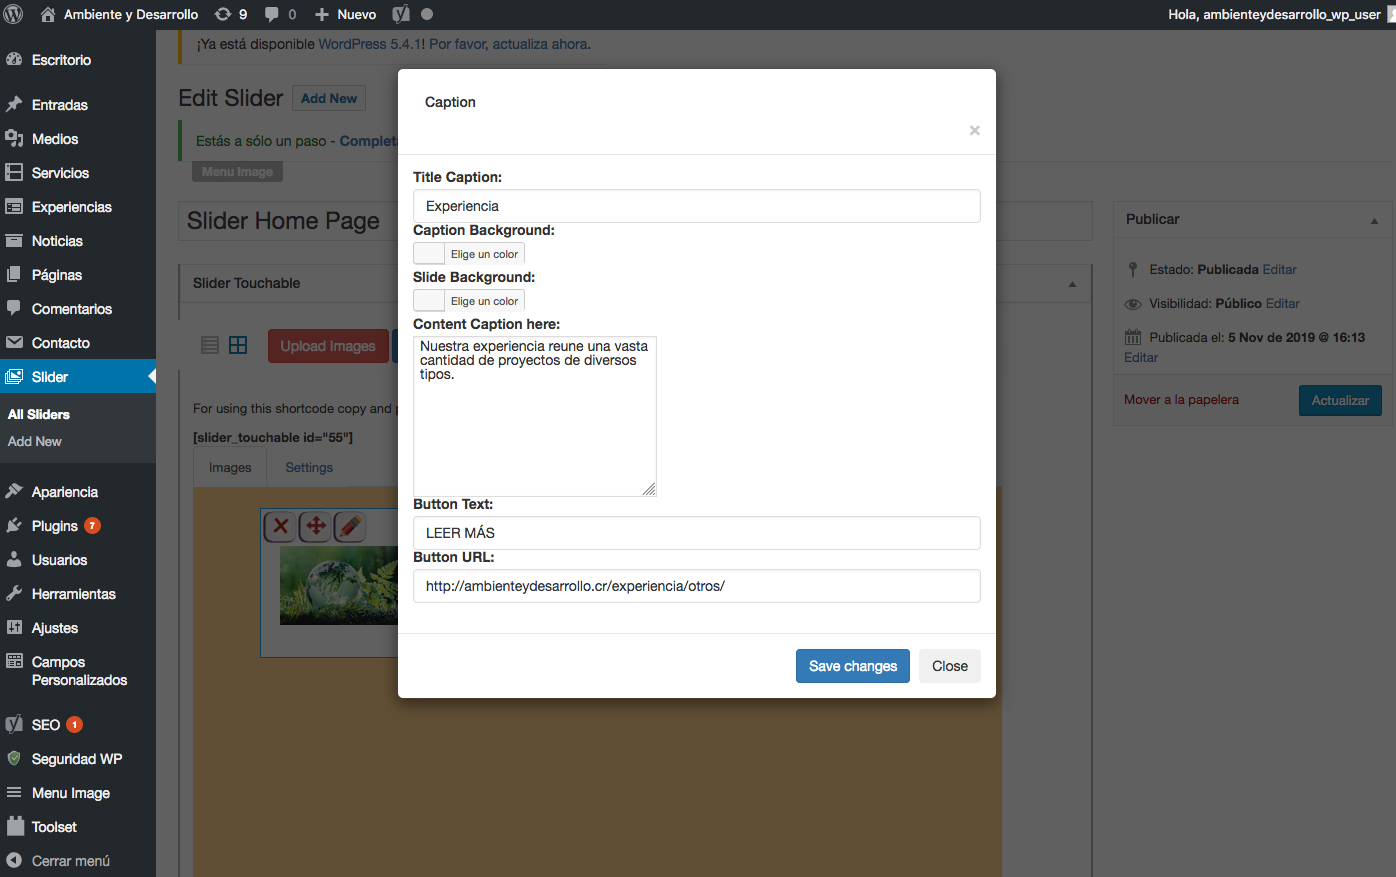 Ambiente y Desarrollo 9 0 Nuevo
Hola, ambienteydesarrollo_wp_user
Escritorio
Entradas
Medios
Servicios
Experiencias
Noticias
Páginas
Comentarios
Contacto
Slider
All Sliders
Add New
Apariencia
Plugins 7
Usuarios
Herramientas
Ajustes
Campos
Personalizados
SEO 1
Seguridad WP
Menu Image
Toolset
Cerrar menú
¡Ya está disponible WordPress 5.4.1! Por favor, actualiza ahora.
Edit Slider Add New
Estás a sólo un paso - Complet
Menu Image
Slider Home Page
Slider Touchable
Upload Images
For using this shortcode copy and
[slider_touchable id="55"]
Images Settings
Caption
×
Title Caption:
Experiencia
Caption Background:
Elige un color
Slide Background:
Elige un color
Content Caption here:
Nuestra experiencia reune una vasta
cantidad de proyectos de diversos
tipos.
Button Text:
LEER MÁS
Button URL:
http://ambienteydesarrollo.cr/experiencia/otros/
Save changes Close
Publicar
Estado: Publicada Editar
Visibilidad: Público Editar
Publicada el: 5 Nov de 2019 @ 16:13
Editar
Mover a la papelera Actualizar